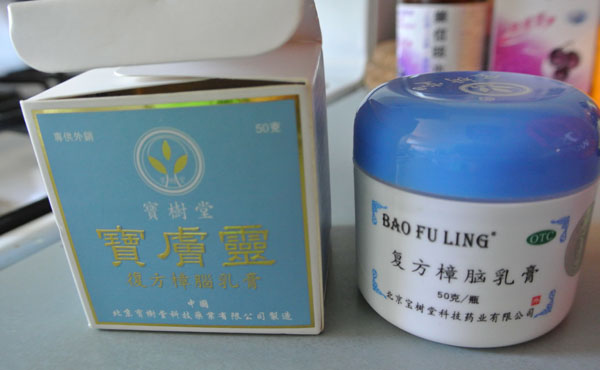 專供外銷
50克
寶樹堂
寶膚靈
復方樟脑乳膏
中國
北京寶樹堂科技藥業有限公司製造
BAO FU LING®
OTC
复方樟脑乳膏
50克/瓶
北京宝树堂科技药业有限公司